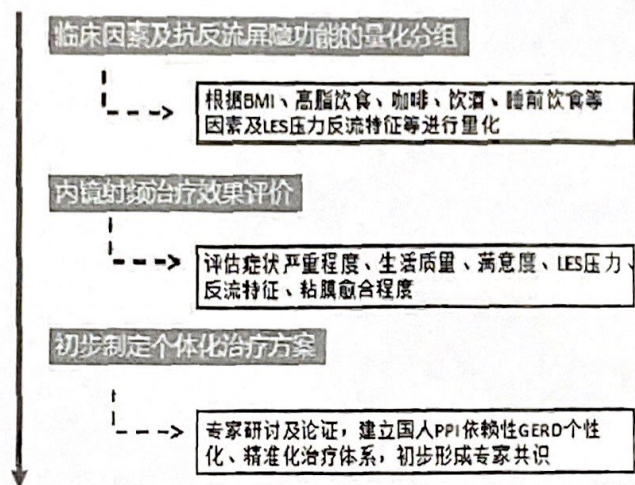 临床因素及抗反流屏障功能的量化分组
根据BMI、高脂饮食、咖啡、饮酒、睡前饮食等
因素及LES压力反流特征等进行量化
内镜射频治疗效果评价
评估症状严重程度、生活质量、满意度、LES压力、
反流特征、粘膜愈合程度
初步制定个体化治疗方案
专家研讨及论证，建立国人PPI依赖性GERD个性
化、精准化治疗体系，初步形成专家共识